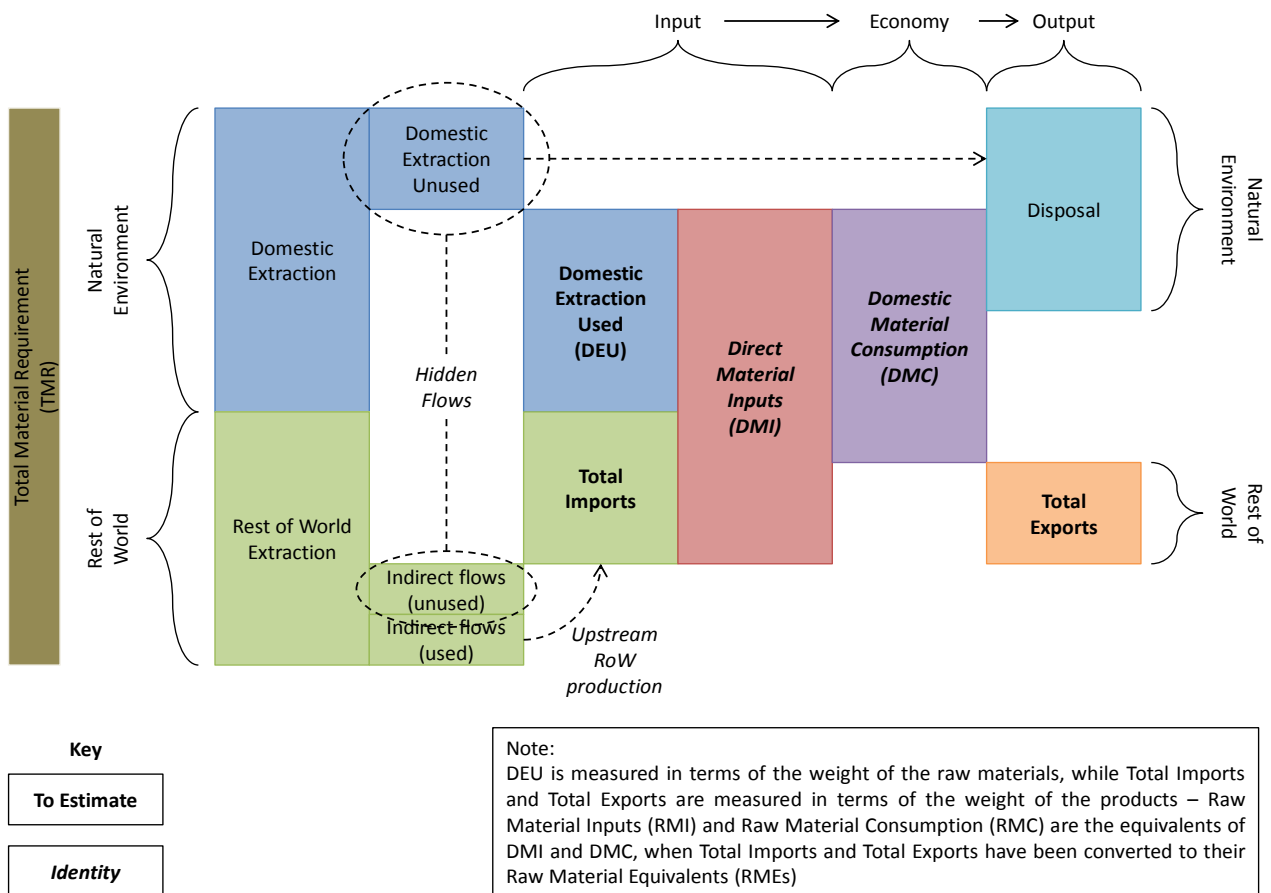 Input
Economy
Output
Total Material Requirement
(TMR)
Natural
Environment
Rest of
World
Domestic
Extraction
Rest of World
Extraction
Domestic
Extraction
Unused
Hidden
Flows
Indirect flows
(unused)
Indirect flows
(used)
Domestic
Extraction
Used
(DEU)
Total
Imports
Upstream
RoW
production
Direct
Material
Inputs
(DMI)
Domestic
Material
Consumption
(DMC)
Disposal
Total
Exports
Natural
Environment
Rest of
World
Key
To Estimate
Identity
Note:
DEU is measured in terms of the weight of the raw materials, while Total Imports
and Total Exports are measured in terms of the weight of the products – Raw
Material Inputs (RMI) and Raw Material Consumption (RMC) are the equivalents of
DMI and DMC, when Total Imports and Total Exports have been converted to their
Raw Material Equivalents (RMEs)